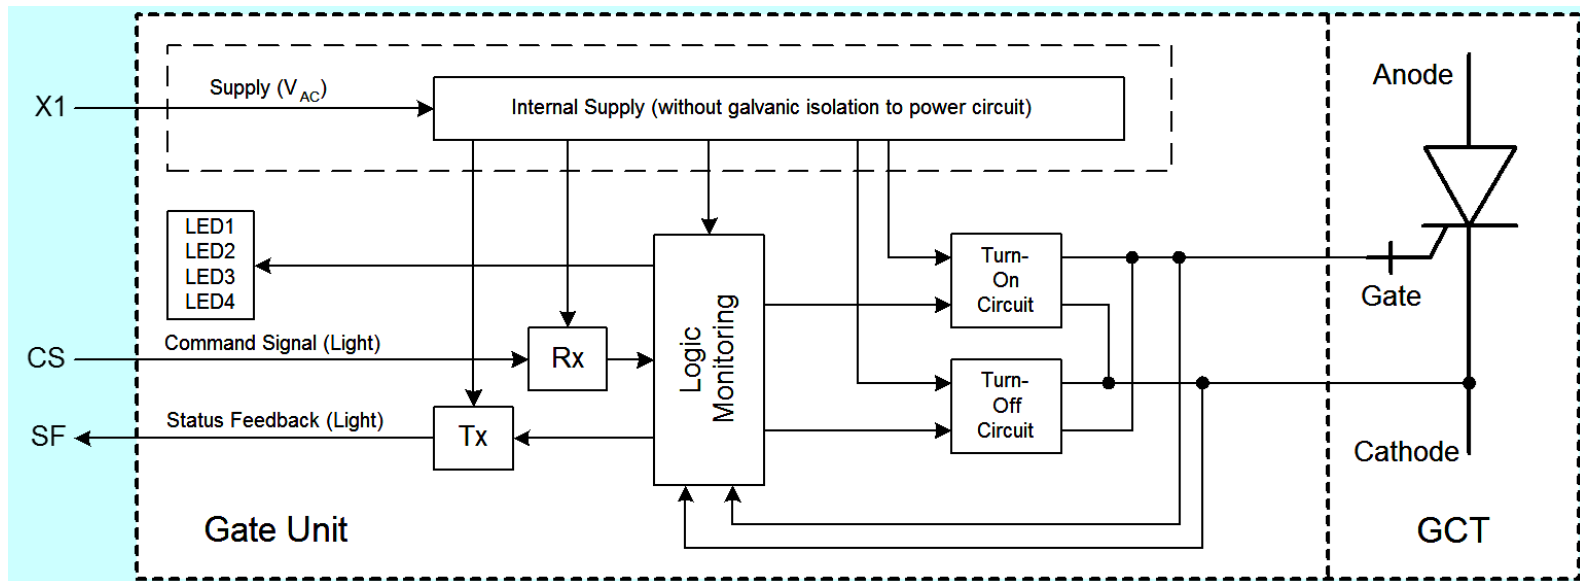 X1
Supply (VAC)
Internal Supply (without galvanic isolation to power circuit)
Anode
LED1
LED2
LED3
LED4
Turn-
On
Circuit
Gate
Logic
Monitoring
CS
Command Signal (Light)
Rx
Turn-
Off
Circuit
SF
Status Feedback (Light)
Tx
Cathode
Gate Unit
GCT